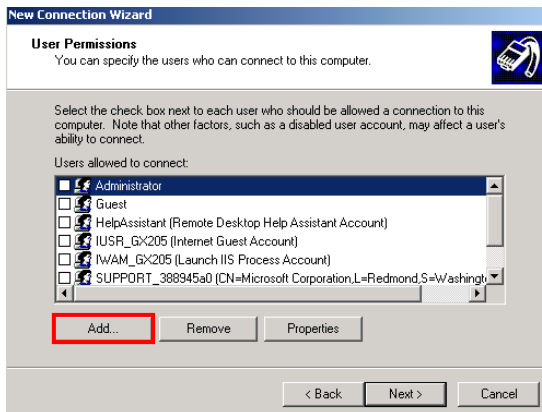 New Connection Wizard
User Permissions
You can specify the users who can connect to this computer.
Select the check box next to each user who should be allowed a connection to this
computer. Note that other factors, such as a disabled user account, may affect a user's
ability to connect.
Users allowed to connect:
Administrator
Guest
HelpAssistant (Remote Desktop Help Assistant Account)
IUSR_GX205 (Internet Guest Account)
IWAM_GX205 (Launch IIS Process Account)
SUPPORT_388945a0 (CN=Microsoft Corporation,L=Redmond,S=Washingt
Add...
Remove
Properties
< Back
Next >
Cancel